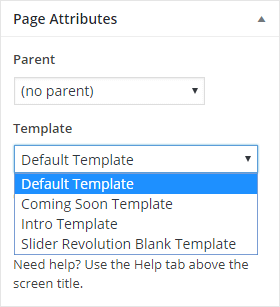 Page Attributes
Parent
(no parent)
Template
Default Template
Default Template
Coming Soon Template
Intro Template
Slider Revolution Blank Template
Need help? Use the Help tab above the
screen title.